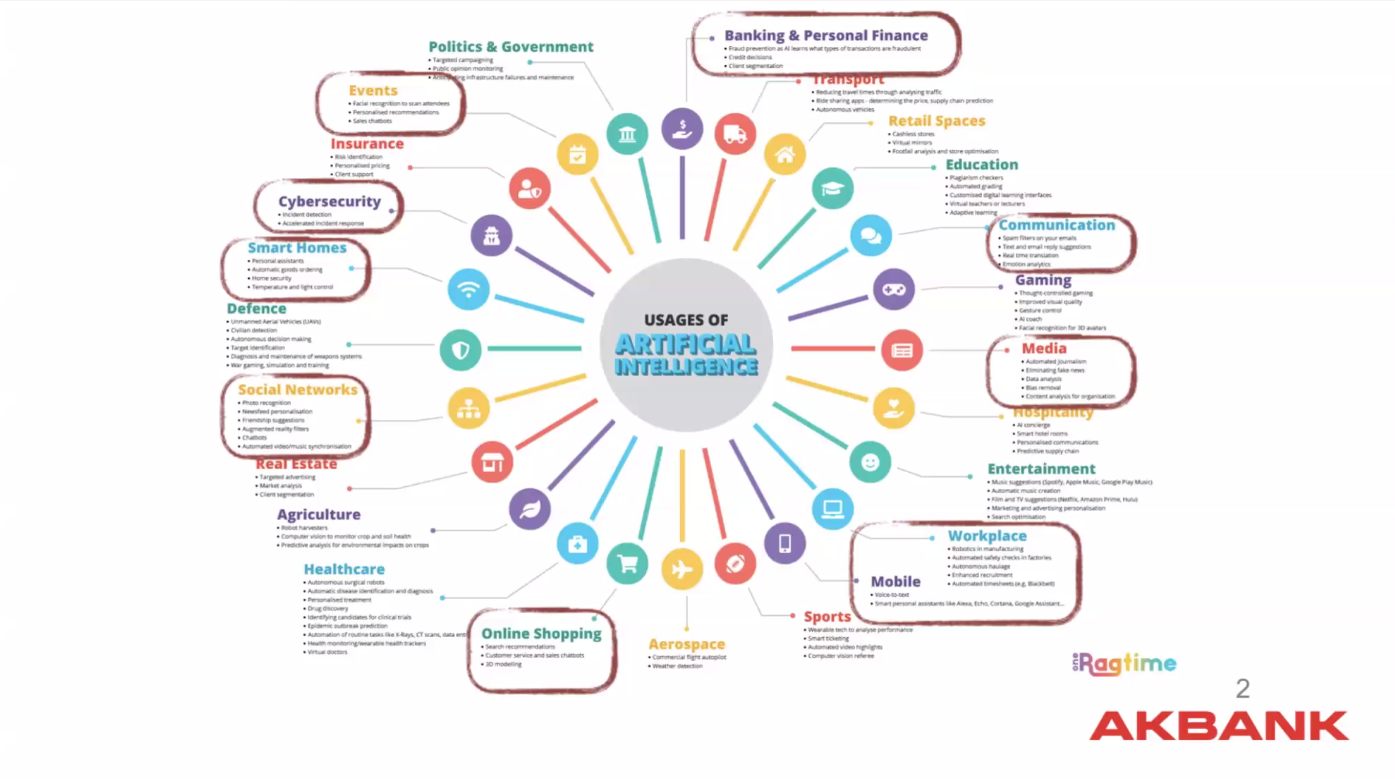 USAGES OF
ARTIFICIAL
INTELLIGENCE
Banking & Personal Finance
• Fraud prevention as AI learns what types of transactions are fraudulent
• Credit decisions
• Client segmentation
Transport
• Reducing travel times through analysing traffic
• Ride sharing apps - determining the price, supply chain prediction
• Autonomous vehicles
Retail Spaces
• Cashless stores
• Virtual mirrors
• Footfall analysis and store optimisation
Education
• Plagiarism checkers
• Automated grading
• Customised digital learning interfaces
• Virtual teachers or lecturers
• Adaptive learning
Communication
• Spam filters on your emails
• Text and email reply suggestions
• Real time translation
• Emotion analytics
Gaming
• Thought-controlled gaming
• Improved visual quality
• Gesture control
• AI coach
• Facial recognition for 3D avatars
Media
• Automated journalism
• Eliminating fake news
• Data analysis
• Bias removal
• Content analysis for organisation
Hospitality
• AI concierge
• Smart hotel rooms
• Personalised communications
• Predictive supply chain
Entertainment
• Music suggestions (Spotify, Apple Music, Google Play Music)
• Automatic music creation
• Film and TV suggestions (Netflix, Amazon Prime, Hulu)
• Marketing and advertising personalisation
• Search optimisation
Workplace
• Robotics in manufacturing
• Automated safety checks in factories
• Autonomous haulage
• Enhanced recruitment
• Automated timesheets (e.g. Blackbelt)
Mobile
• Voice-to-text
• Smart personal assistants like Alexa, Echo, Cortana, Google Assistant...
Sports
• Wearable tech to analyse performance
• Smart ticketing
• Automated video highlights
• Computer vision referee
Aerospace
• Commercial flight autopilot
• Weather detection
Online Shopping
• Search recommendations
• Customer service and sales chatbots
• 3D modeling
Healthcare
• Autonomous surgical robots
• Automatic disease identification and diagnosis
• Personalised treatment
• Drug discovery
• Identifying candidates for clinical trials
• Epidemic outbreak prediction
• Automation of routine tasks like X-Rays, CT scans, data
• Health monitoring/wearable health trackers
• Virtual doctors
Agriculture
• Robot harvesters
• Computer vision to monitor crop and soil health
• Predictive analysis for environmental impacts on crops
Real Estate
• Targeted advertising
• Market analysis
• Client segmentation
Social Networks
• Photo recognition
• Newsfeed personalisation
• Friendship suggestions
• Augmented reality filters
• Chatbots
• Automated video/music synchronisation
Defence
• Unmanned Aerial Vehicles (UAVs)
• Civilian detection
• Autonomous decision making
• Target identification
• Diagnosis and maintenance of weapons systems
• War gaming, simulation and training
Smart Homes
• Personal assistants
• Automatic goods ordering
• Home security
• Temperature and light control
Cybersecurity
• Incident detection
• Accelerated incident response
Insurance
• Risk identification
• Personalised pricing
• Client support
Events
• Facial recognition to scan attendees
• Personalised recommendations
• Sales chatbots
Politics & Government
• Targeted campaigning
• Public opinion monitoring
• infrastructure failures and maintenance
one Ragtime
2
AKBANK